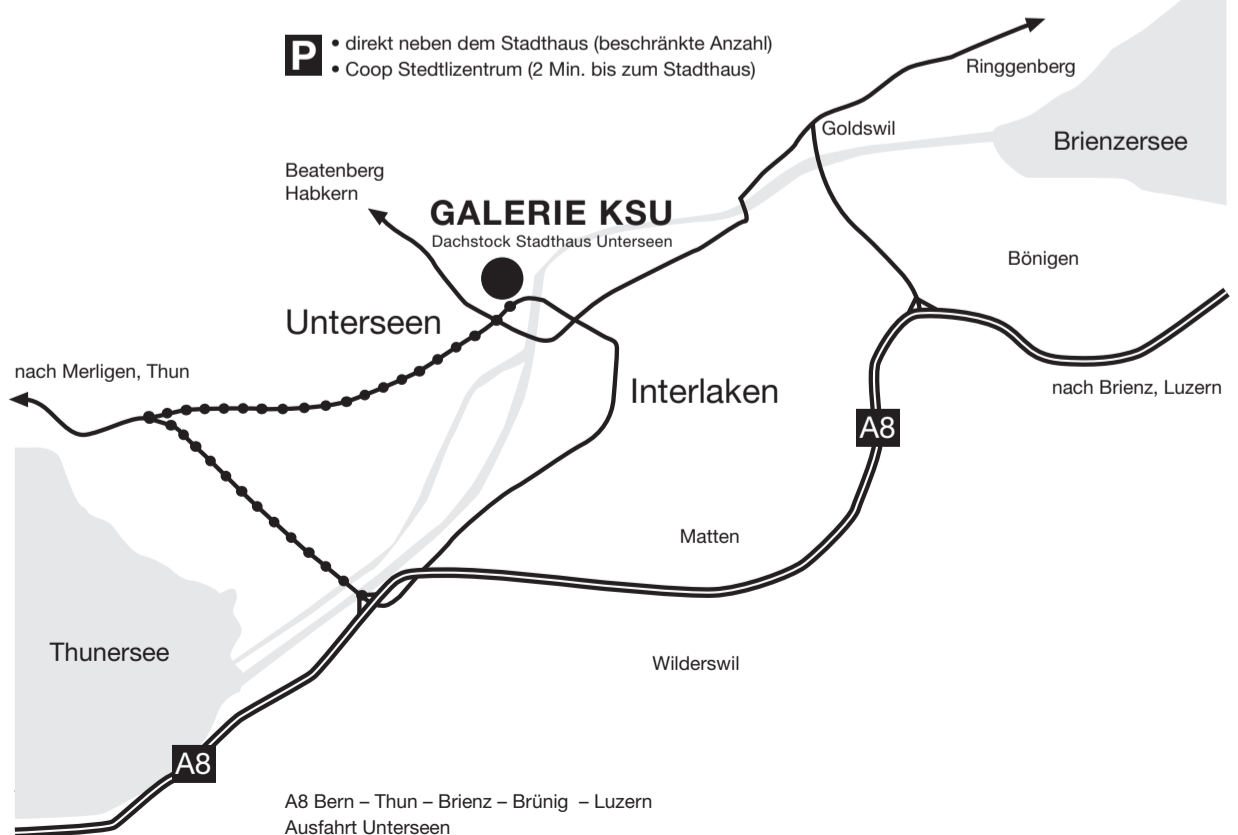 P
• direkt neben dem Stadthaus (beschränkte Anzahl)
• Coop Stedtlizentrum (2 Min. bis zum Stadthaus)
Ringgenberg
Goldswil
Brienzersee
Beatenberg
Habkern
GALERIE KSU
Dachstock Stadthaus Unterseen
Bönigen
Unterseen
nach Merligen, Thun
Interlaken
nach Brienz, Luzern
A8
Matten
Thunersee
Wilderswil
A8
A8 Bern – Thun – Brienz – Brünig – Luzern
Ausfahrt Unterseen